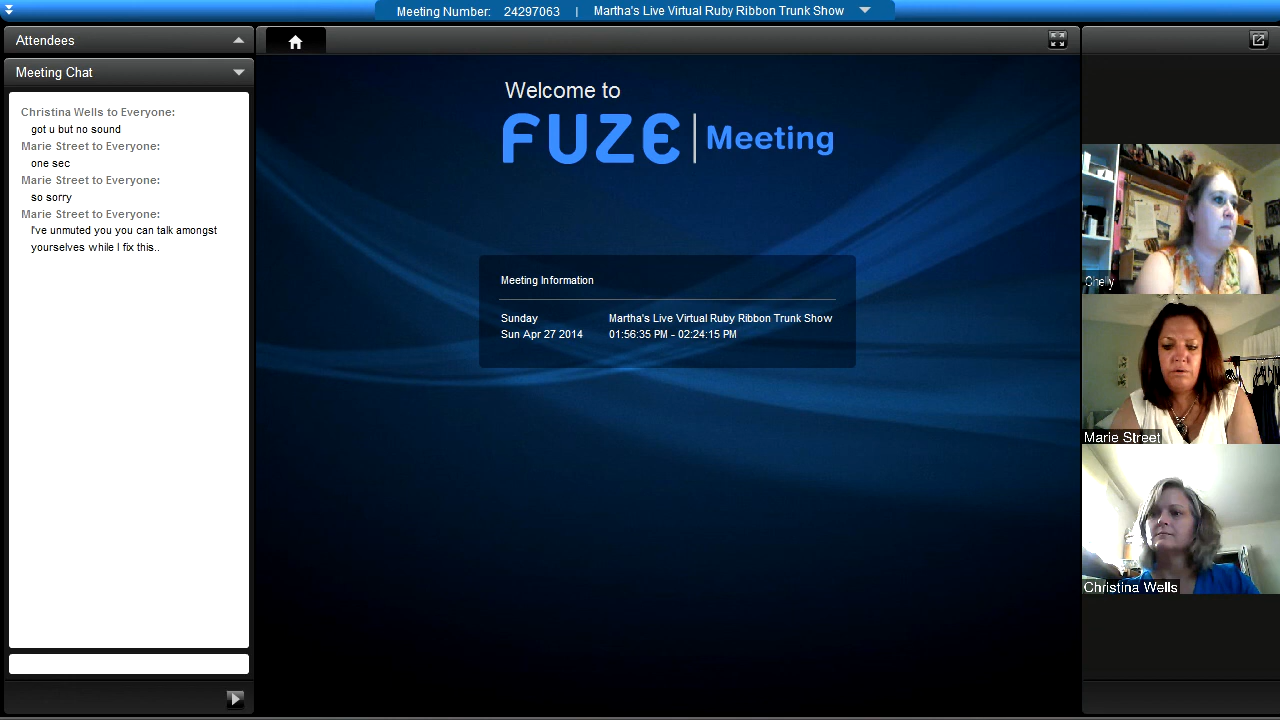 Meeting Number: 24297063 | Martha's Live Virtual Ruby Ribbon Trunk Show
Attendees
Meeting Chat
Christina Wells to Everyone:
got u but no sound
Marie Street to Everyone:
one sec
Marie Street to Everyone:
so sorry
Marie Street to Everyone:
I've unmuted you you can talk amongst
yourselves while I fix this..
Welcome to
FUZE | Meeting
Meeting Information
Sunday Martha's Live Virtual Ruby Ribbon Trunk Show
Sun Apr 27 2014 01:56:35 PM - 02:24:15 PM
Shelly
Marie Street
Christina Wells